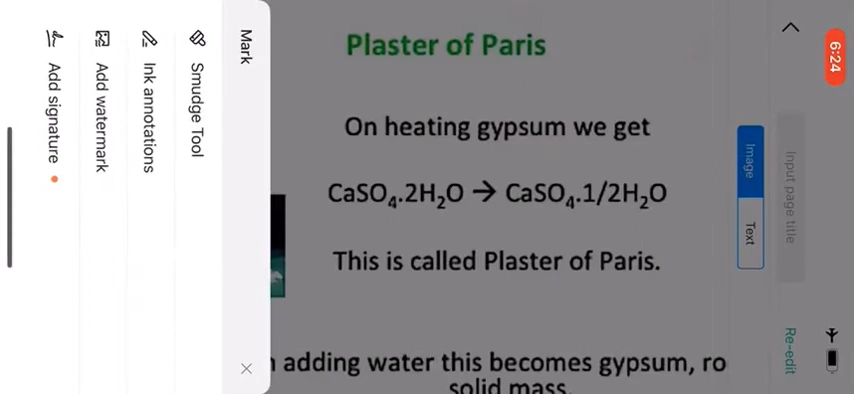 6:24
Input page title
Image
Text
Re-edit
Plaster of Paris
On heating gypsum we get
CaSO₄.2H₂O → CaSO₄.1/2H₂O
This is called Plaster of Paris.
adding water this becomes gypsum, ro
solid mass.
Mark
Smudge Tool
Ink annotations
Add watermark
Add signature